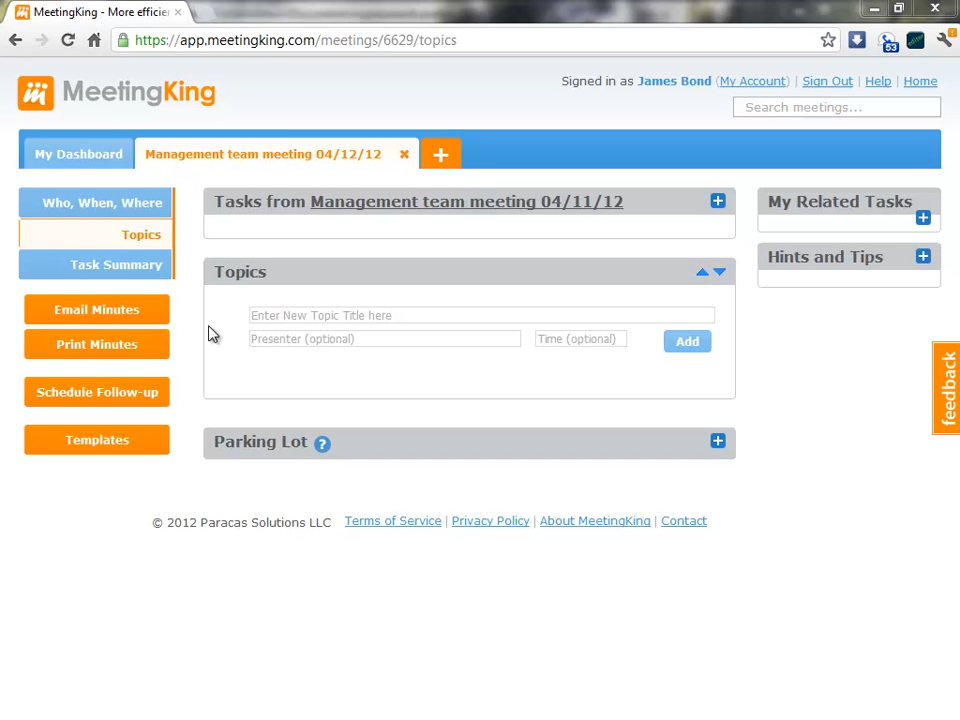 MeetingKing - More efficie
https://app.meetingking.com/meetings/6629/topics
53
MeetingKing
Signed in as James Bond (My Account) | Sign Out | Help | Home
Search meetings...
My Dashboard
Management team meeting 04/12/12
Who, When, Where
Topics
Task Summary
Email Minutes
Print Minutes
Schedule Follow-up
Templates
Tasks from Management team meeting 04/11/12
Topics
Enter New Topic Title here
Presenter (optional)
Time (optional)
Add
Parking Lot ?
My Related Tasks
Hints and Tips
feedback
© 2012 Paracas Solutions LLC Terms of Service | Privacy Policy | About MeetingKing | Contact